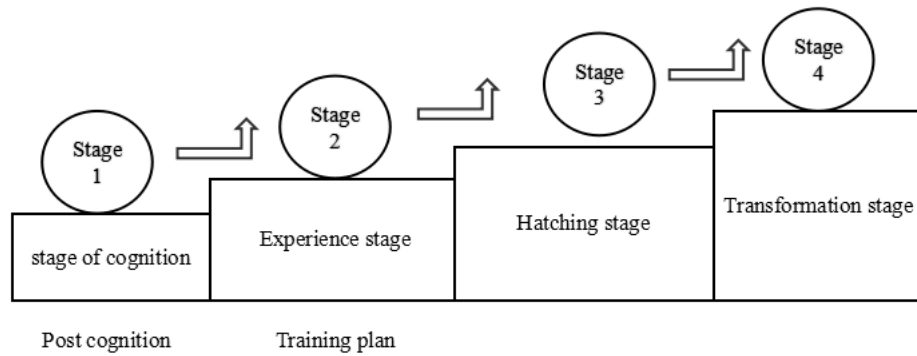 Stage
1
Stage
2
Stage
3
Stage
4
stage of cognition
Experience stage
Hatching stage
Transformation stage
Post cognition
Training plan